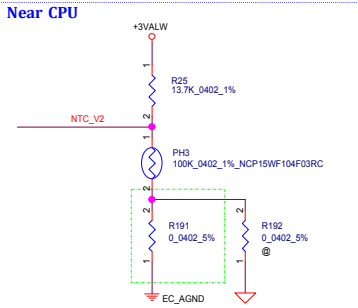 Near CPU
+3VALW
1
R25
13.7K_0402_1%
2
NTC_V2
1
PH3
100K_0402_1%_NCP15WF104F03RC
2
2
2
R191
0_0402_5%
R192
0_0402_5%
@
1
1
EC_AGND